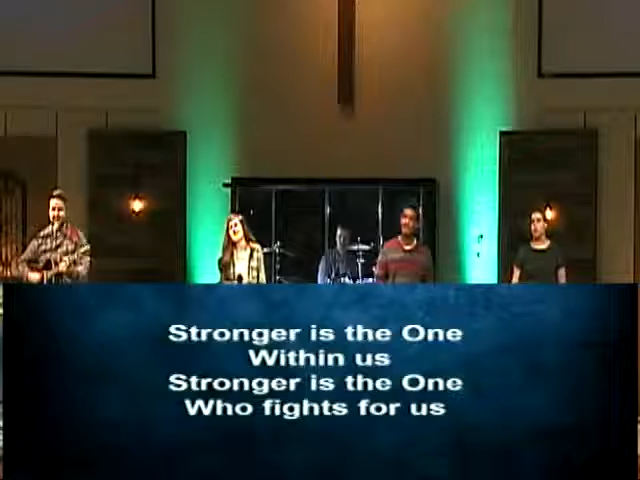 Stronger is the One
Within us
Stronger is the One
Who fights for us